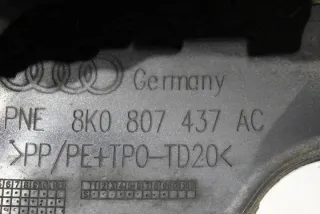 Germany
PNE 8K0 807 437 AC
>PP/PE+TPO-TD20<